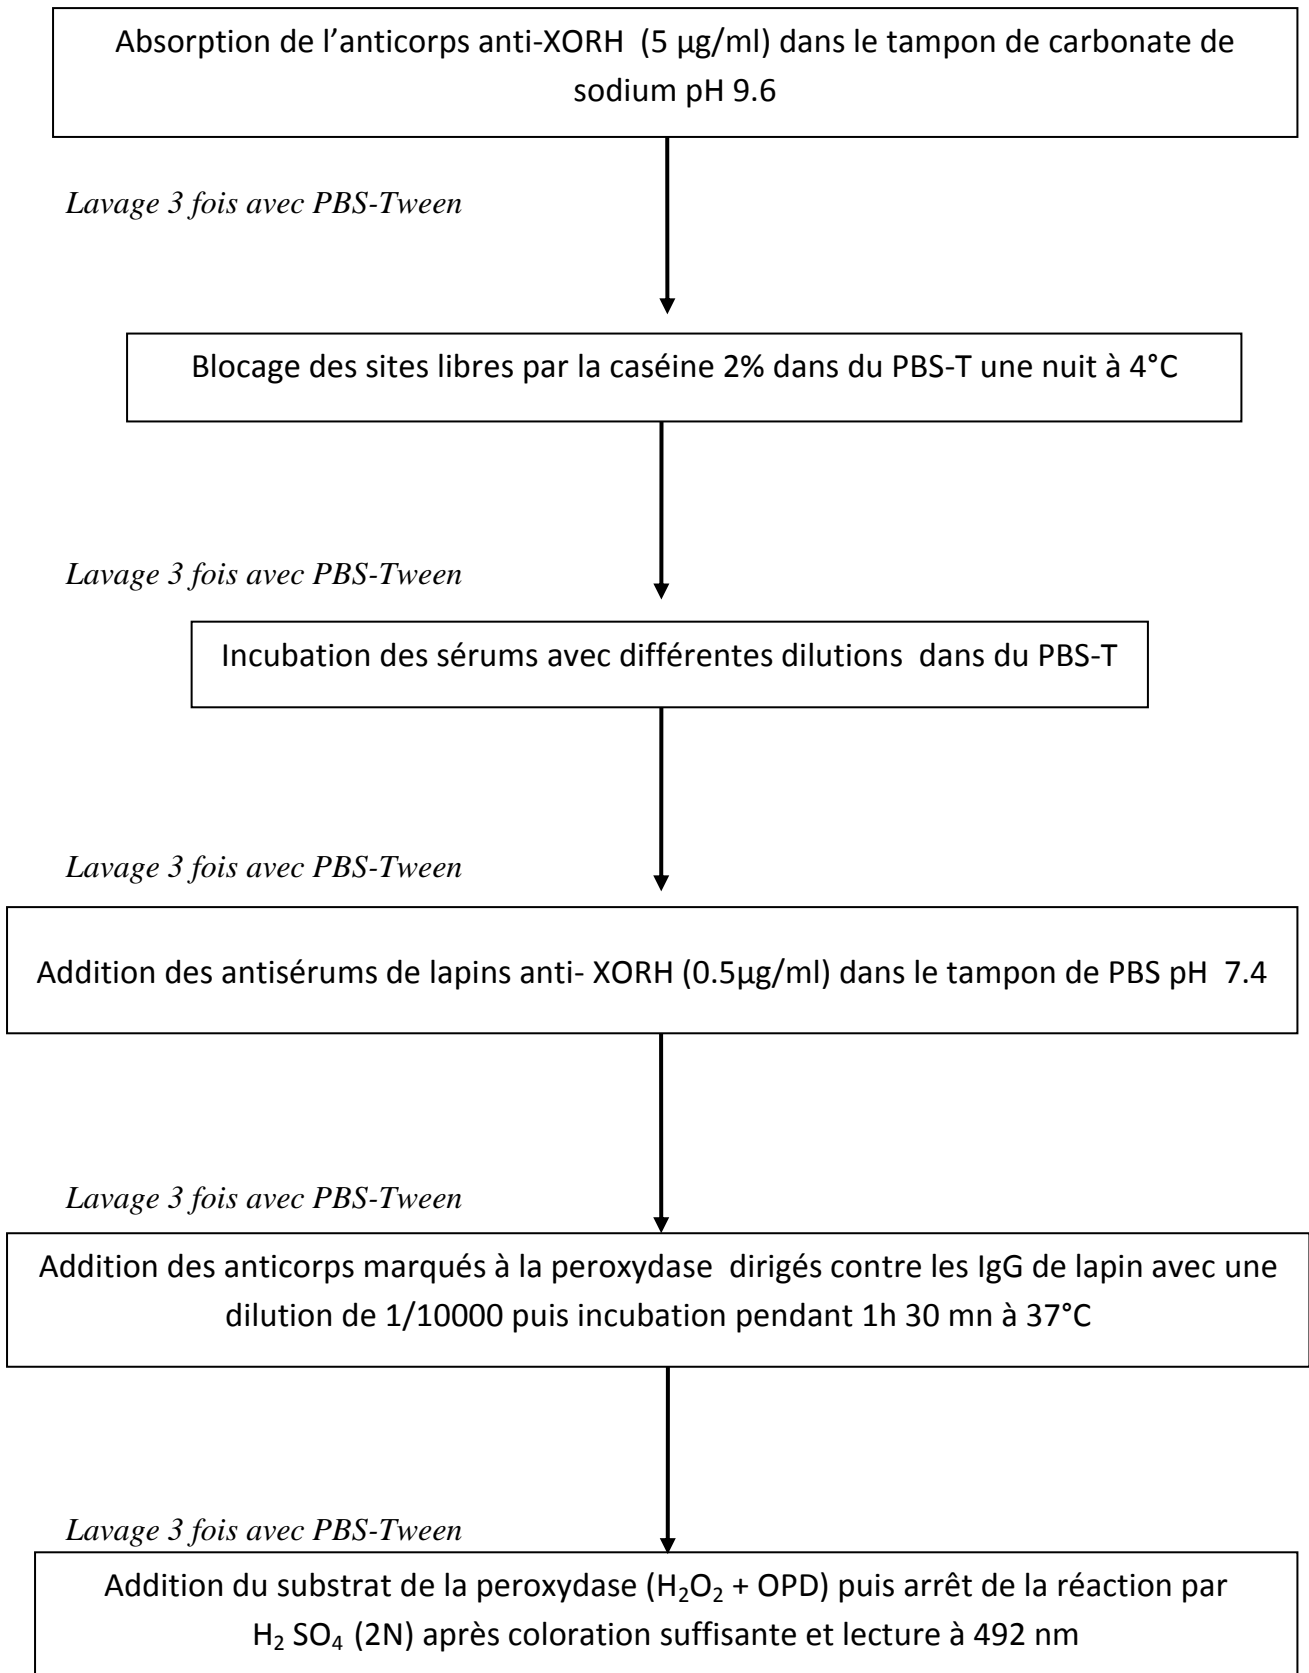 Absorption de l’anticorps anti-XORH (5 µg/ml) dans le tampon de carbonate de
sodium pH 9.6
Lavage 3 fois avec PBS-Tween
Blocage des sites libres par la caséine 2% dans du PBS-T une nuit à 4°C
Lavage 3 fois avec PBS-Tween
Incubation des sérums avec différentes dilutions dans du PBS-T
Lavage 3 fois avec PBS-Tween
Addition des antisérums de lapins anti- XORH (0.5µg/ml) dans le tampon de PBS pH 7.4
Lavage 3 fois avec PBS-Tween
Addition des anticorps marqués à la peroxydase dirigés contre les IgG de lapin avec une
dilution de 1/10000 puis incubation pendant 1h 30 mn à 37°C
Lavage 3 fois avec PBS-Tween
Addition du substrat de la peroxydase (H₂O₂ + OPD) puis arrêt de la réaction par
H₂ SO₄ (2N) après coloration suffisante et lecture à 492 nm